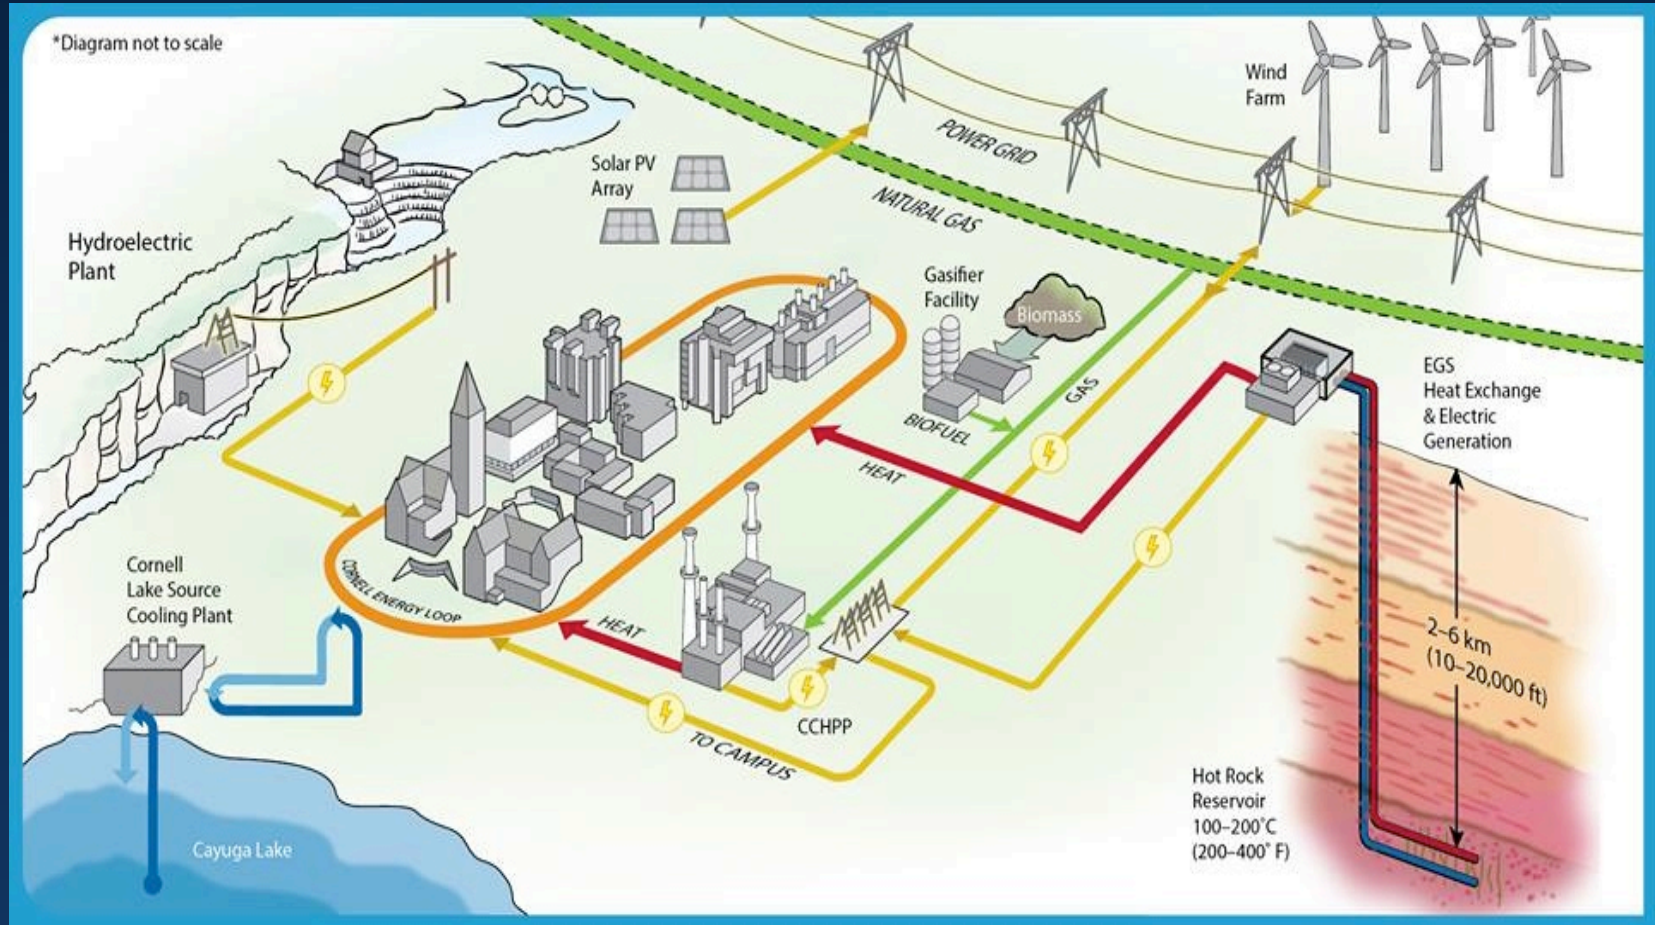 *Diagram not to scale
Wind
Farm
POWER GRID
Solar PV
Array
NATURAL GAS
Hydroelectric
Plant
Gasifier
Facility
Biomass
EGS
Heat Exchange
& Electric
Generation
GAS
BIOFUEL
HEAT
Cornell
Lake Source
Cooling Plant
CORNELL ENERGY LOOP
HEAT
2–6 km
(10–20,000 ft)
CCHPP
TO CAMPUS
Hot Rock
Reservoir
100–200˚C
(200–400˚ F)
Cayuga Lake